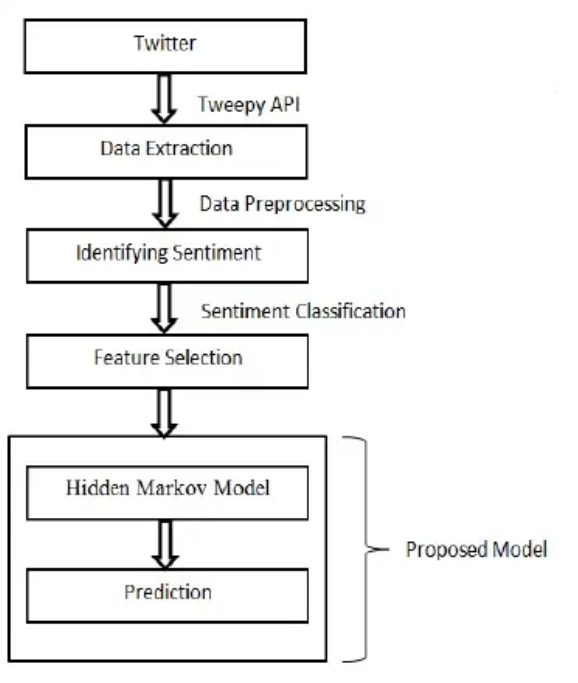 Twitter
Tweepy API
Data Extraction
Data Preprocessing
Identifying Sentiment
Sentiment Classification
Feature Selection
Hidden Markov Model
Proposed Model
Prediction